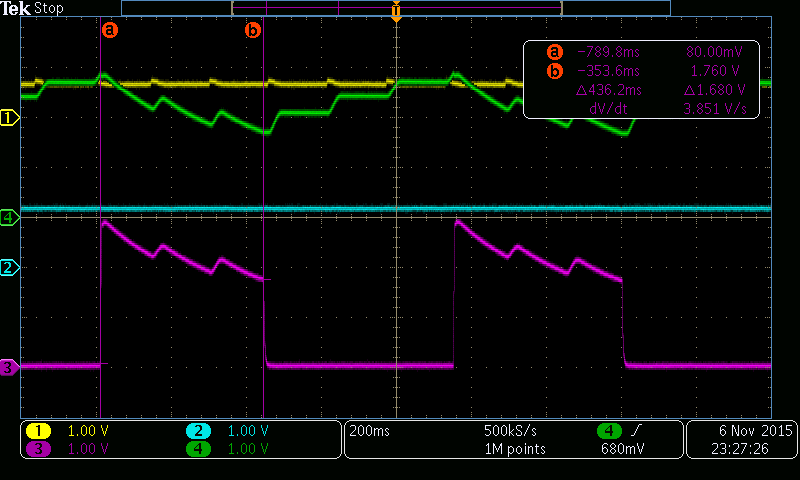 Tek Stop
T
a b
a -789.8ms 80.00mV
b -353.6ms 1.760 V
Δ436.2ms Δ1.680 V
dV/dt 3.851 V/s
1
4
2
3
1 1.00 V 2 1.00 V
3 1.00 V 4 1.00 V
200ms 500kS/s
1M points
4 680mV
6 Nov 2015
23:27:26